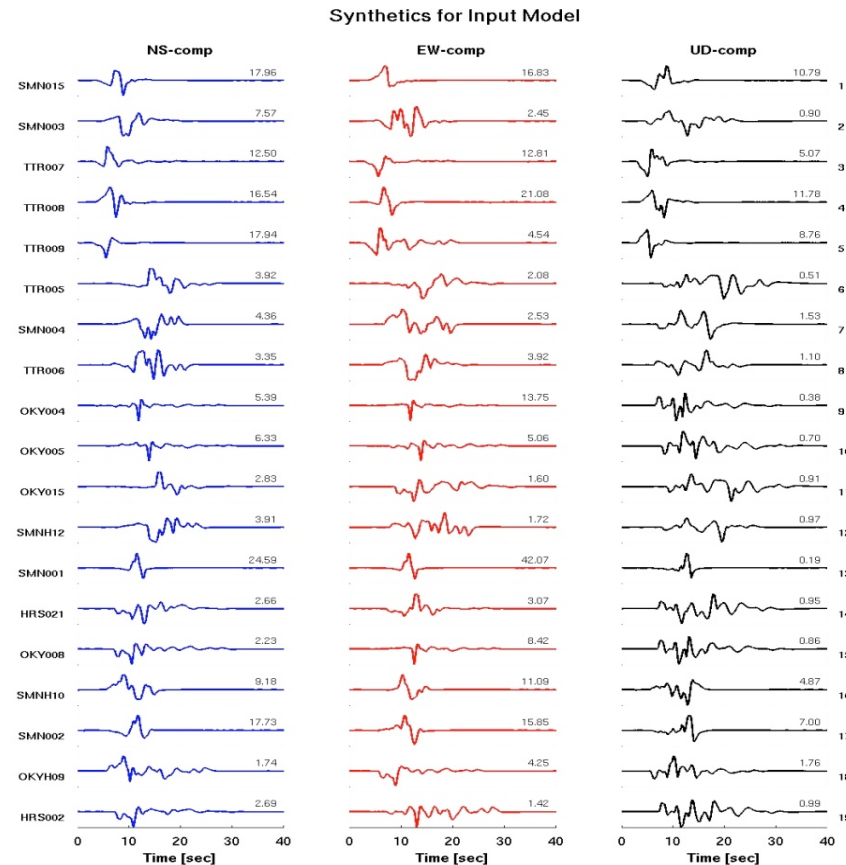 Synthetics for Input Model
NS-comp EW-comp UD-comp
SMN015 17.96 16.83 10.79 1
SMN003 7.57 2.45 0.90 2
TTR007 12.50 12.81 5.07 3
TTR008 16.54 21.08 11.78 4
TTR009 17.94 4.54 8.76 5
TTR005 3.92 2.08 0.51 6
SMN004 4.36 2.53 1.53 7
TTR006 3.35 3.92 1.10 8
OKY004 5.39 13.75 0.38 9
OKY005 6.33 5.06 0.70 10
OKY015 2.83 1.60 0.91 11
SMNH12 3.91 1.72 0.97 12
SMN001 24.59 42.07 0.19 13
HRS021 2.66 3.07 0.95 14
OKY008 2.23 8.42 0.86 15
SMNH10 9.18 11.09 4.87 16
SMN002 17.73 15.85 7.00 17
OKYH09 1.74 4.25 1.76 18
HRS002 2.69 1.42 0.99 19
0 10 20 30 40 0 10 20 30 40 0 10 20 30 40
Time [sec] Time [sec] Time [sec]